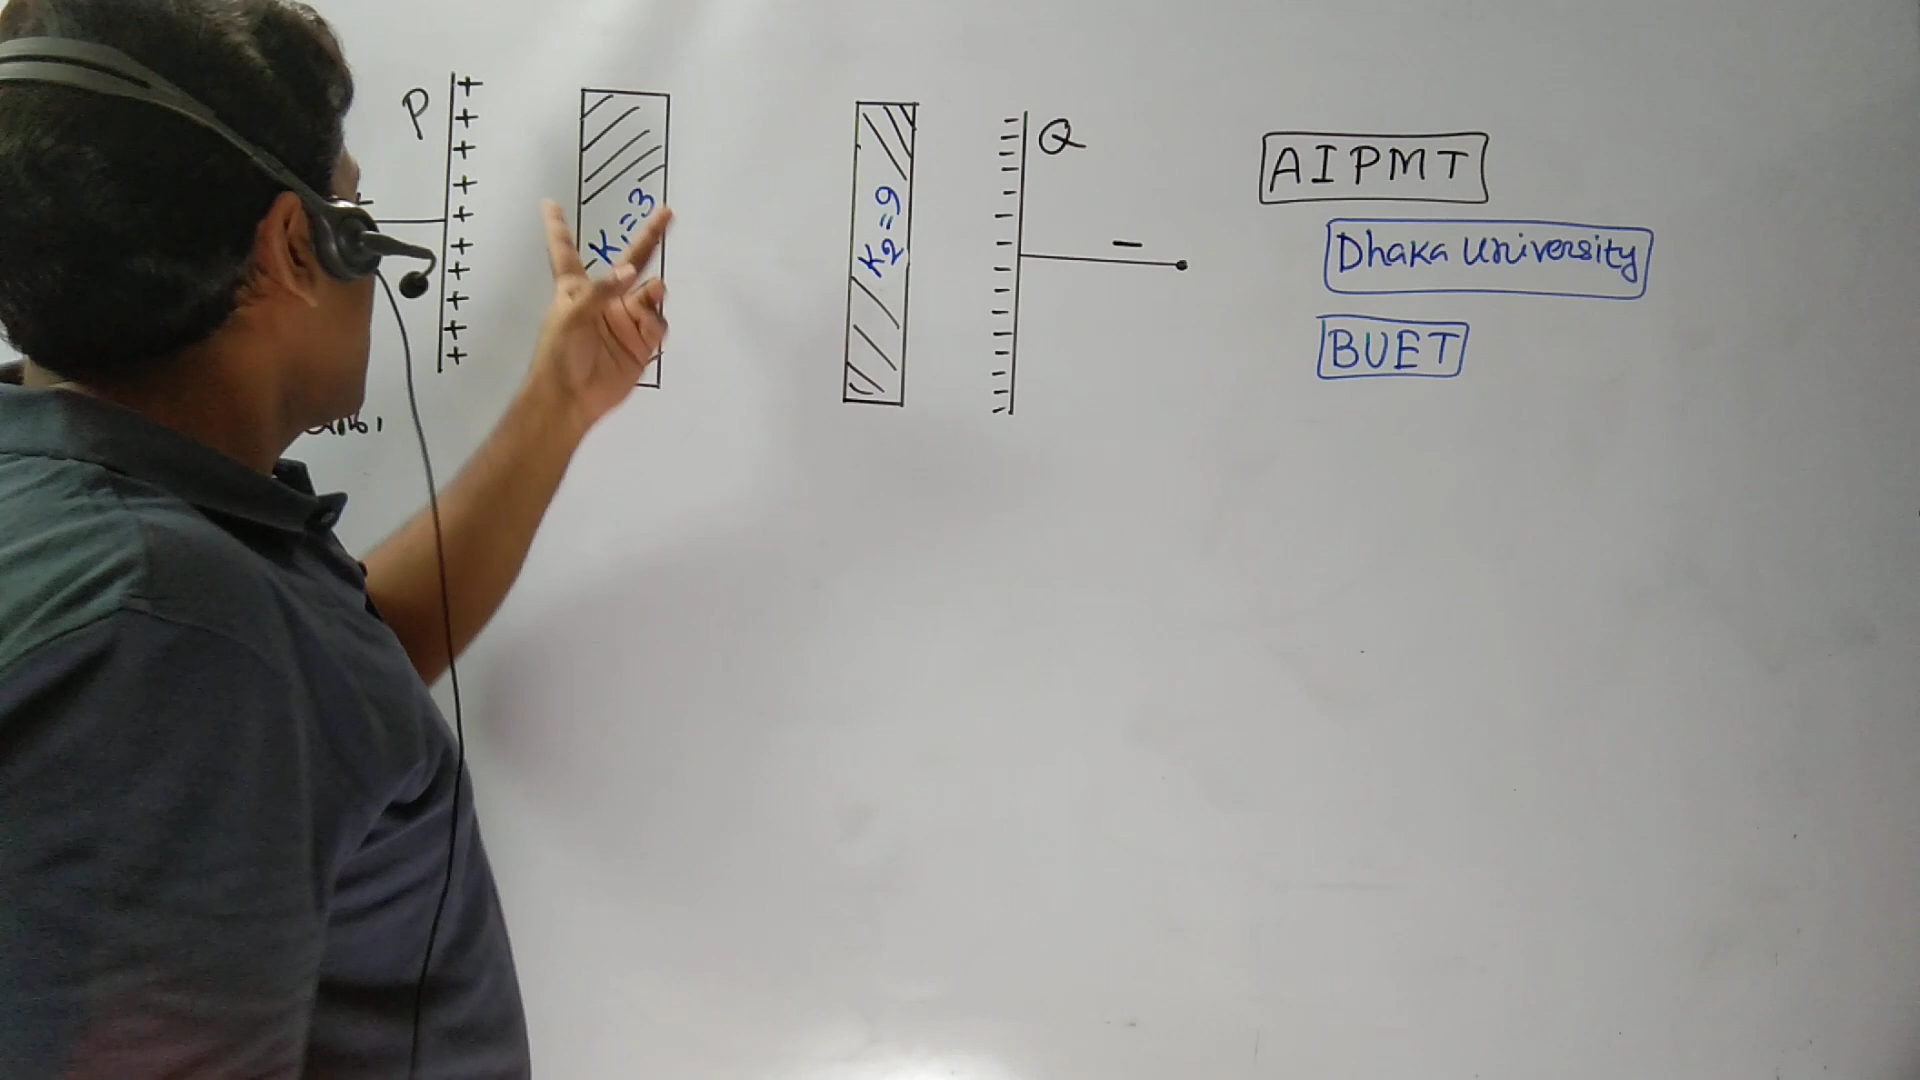 P
+
+
+
+
+
+
+
+
+
+
K₁=3
K₂=9
Q
−
AIPMT
Dhaka University
BUET